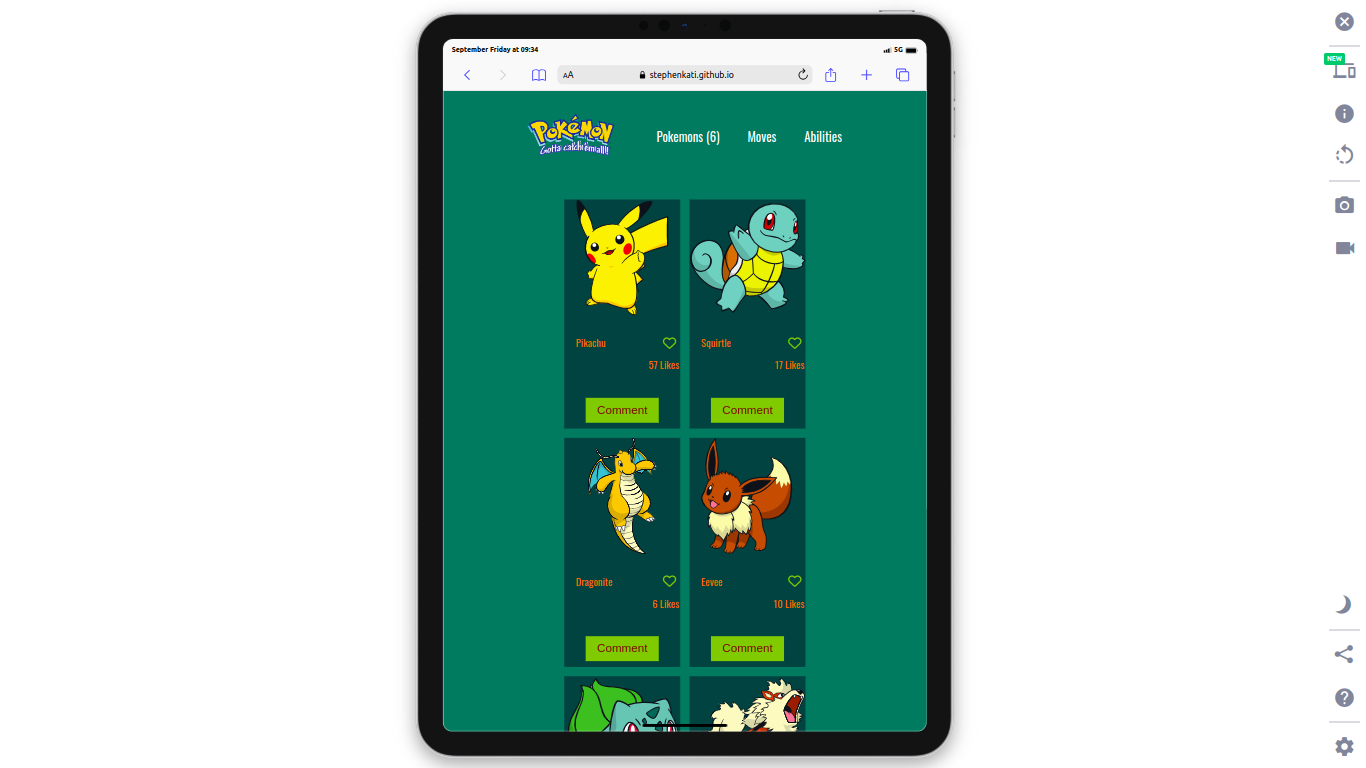 September Friday at 09:34
5G
AA
stephenkati.github.io
NEW
POKéMON
Gotta catch 'em all!
Pokemons (6)
Moves
Abilities
Pikachu
57 Likes
Comment
Squirtle
17 Likes
Comment
Dragonite
6 Likes
Comment
Eevee
10 Likes
Comment